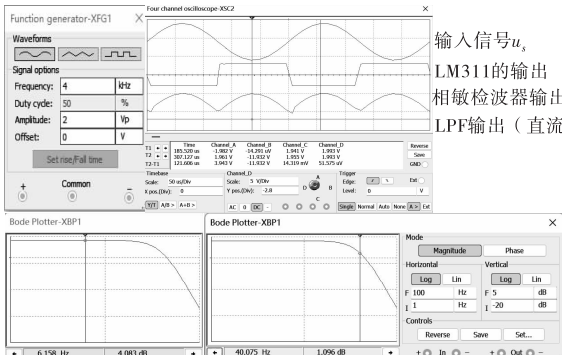 Function generator-XFG1
Waveforms
Signal options
Frequency: 4 kHz
Duty cycle: 50 %
Amplitude: 2 Vp
Offset: 0 V
Set rise/Fall time
+ Common −
Four channel oscilloscope-XSC2
T1
T2
T2-T1
Time Channel_A Channel_B Channel_C Channel_D
185.520 us -1.982 V -14.291 uV 1.941 V 1.993 V
307.127 us 1.961 V -11.932 V 1.955 V 1.993 V
121.606 us 3.943 V -11.932 V 14.319 mV 51.575 uV
Reverse
Save
GND
Timebase
Scale: 50 us/Div
X pos.(Div): 0
Y/T A/B > A+B >
Channel_D
Scale: 5 V/Div
Y pos.(Div): -2.8
AC 0 DC -
A
B
C
D
Trigger
Edge: Ext
Level: 0 V
Single Normal Auto None A > Ext
输入信号uₛ
LM311的输出
相敏检波器输出
LPF输出（直流
Bode Plotter-XBP1
6.158 Hz 4.083 dB
Bode Plotter-XBP1
40.075 Hz 1.096 dB
Mode
Magnitude Phase
Horizontal Vertical
Log Lin Log Lin
F 100 Hz F 5 dB
I 1 Hz I -20 dB
Controls
Reverse Save Set...
+ In − + Out −